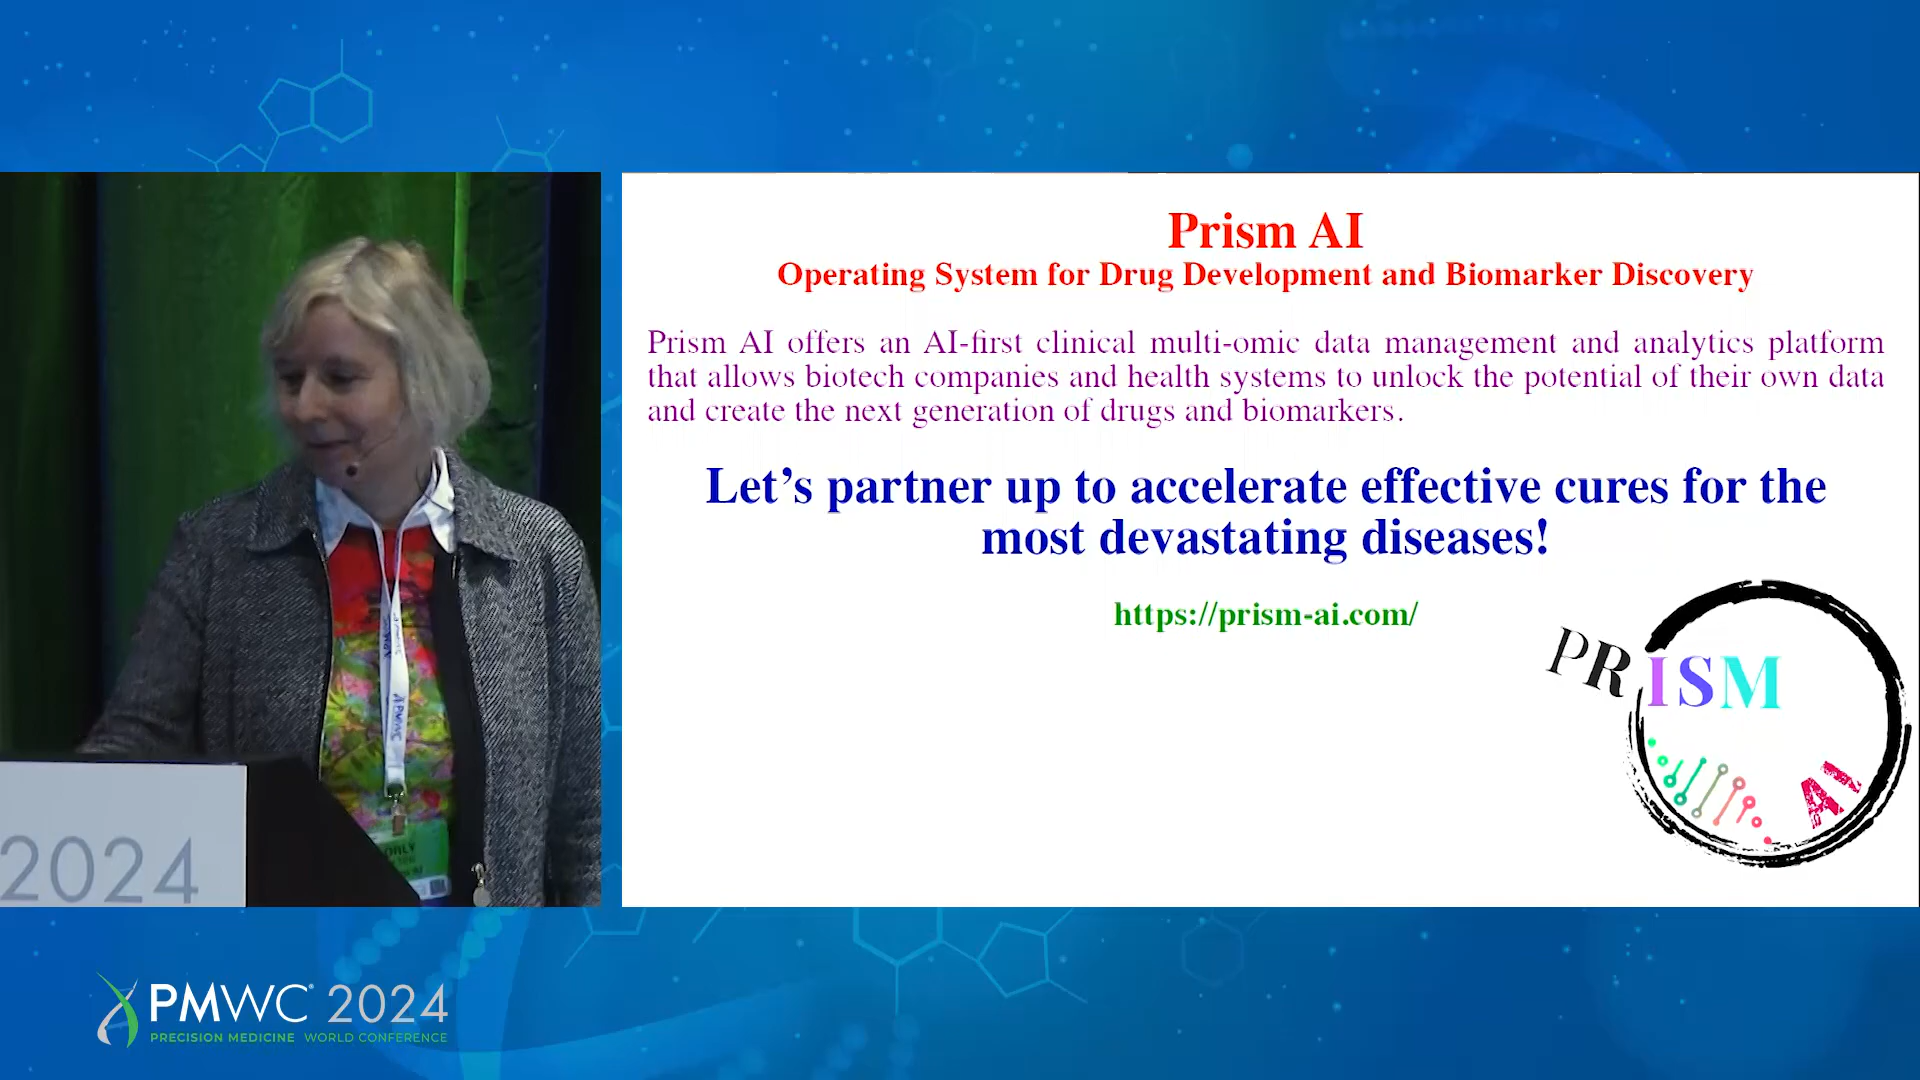 Prism AI
Operating System for Drug Development and Biomarker Discovery
Prism AI offers an AI-first clinical multi-omic data management and analytics platform
that allows biotech companies and health systems to unlock the potential of their own data
and create the next generation of drugs and biomarkers.
Let’s partner up to accelerate effective cures for the
most devastating diseases!
https://prism-ai.com/
PRISM
AI
PMWC
2024
PMWC® 2024
PRECISION MEDICINE WORLD CONFERENCE